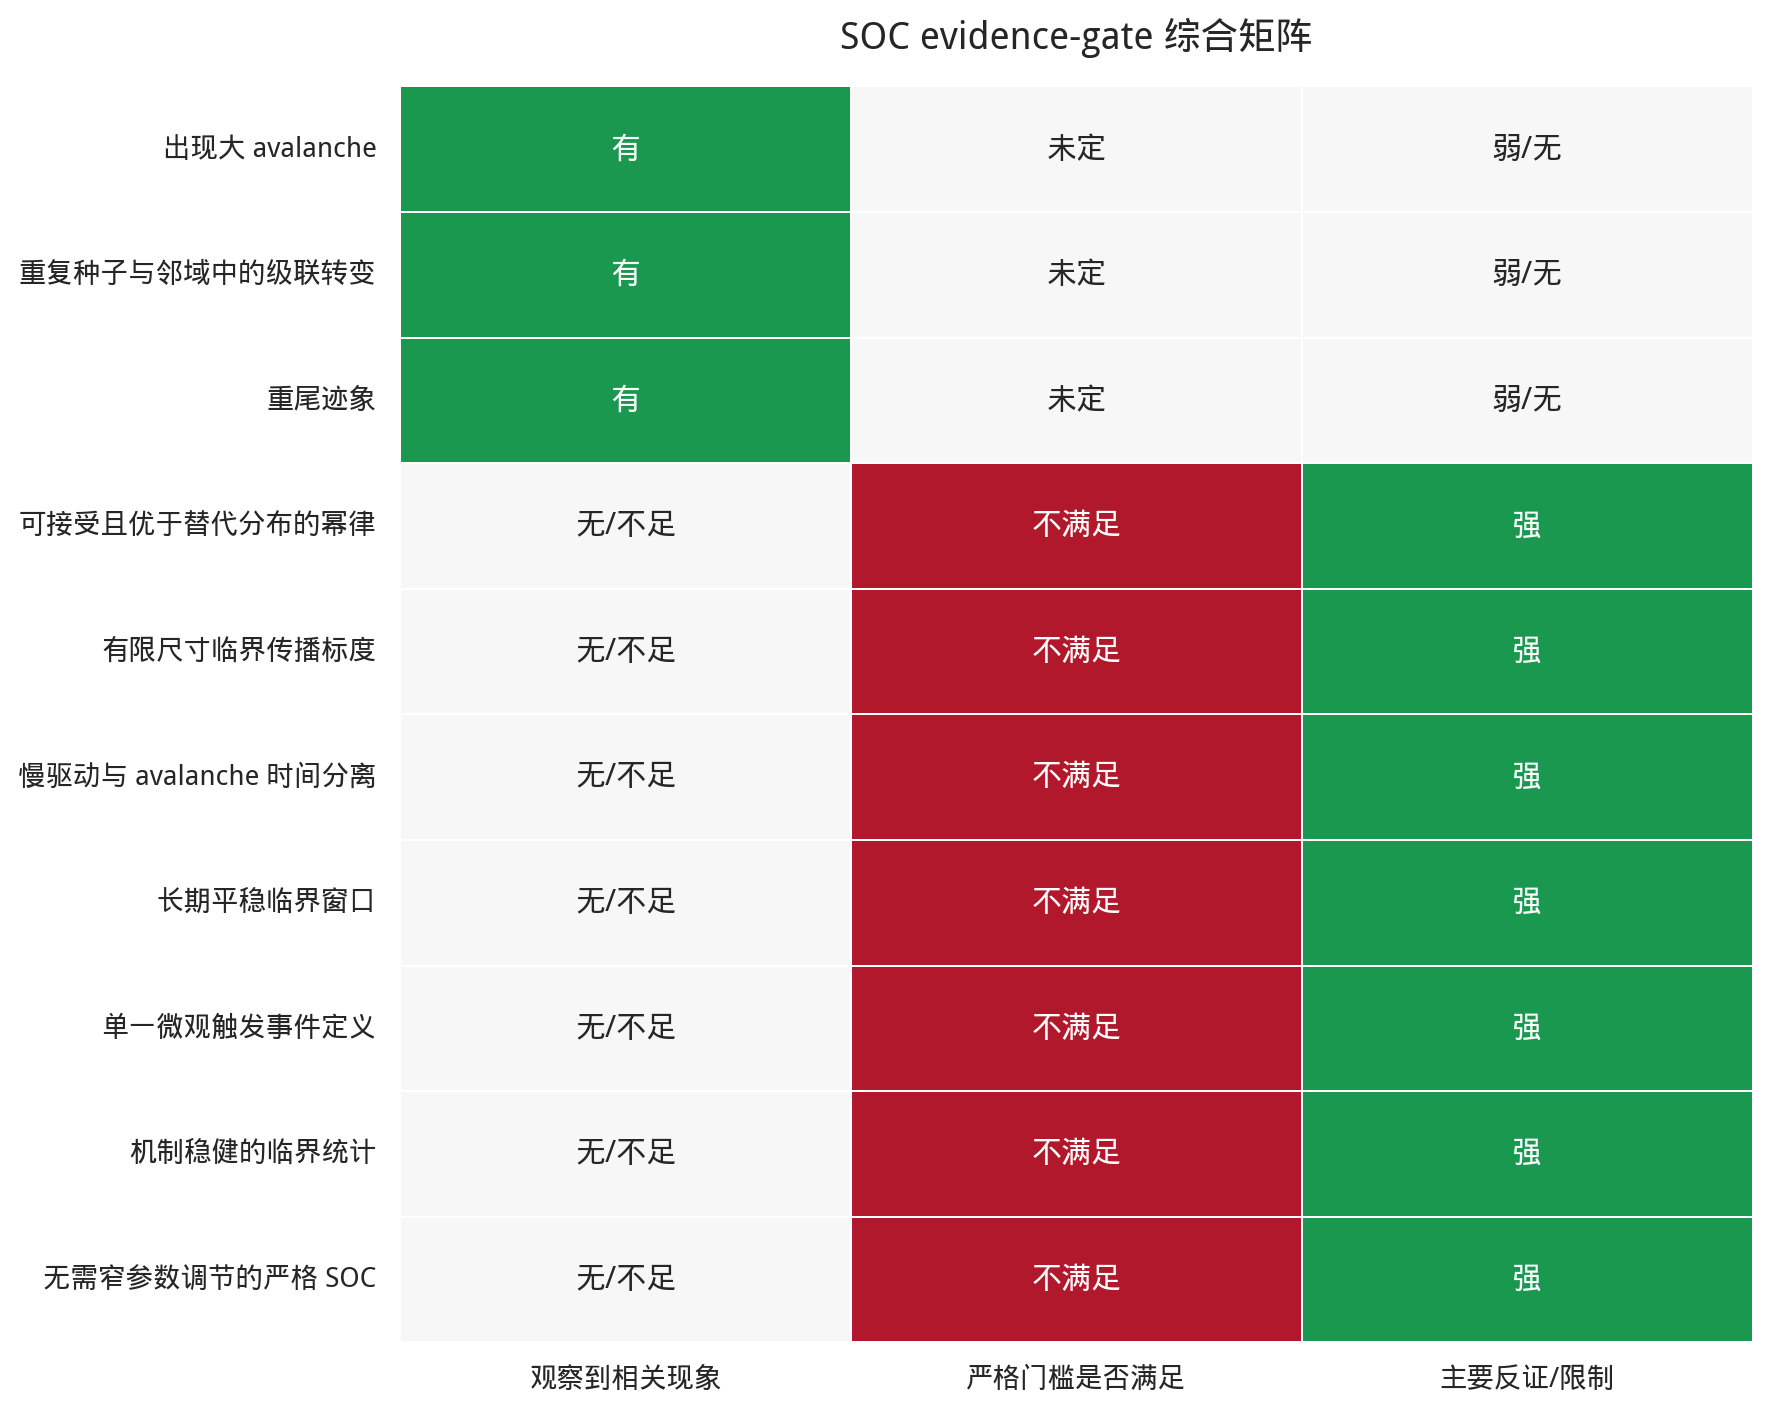 SOC evidence-gate 综合矩阵
出现大 avalanche 有 未定 弱/无
重复种子与邻域中的级联转变 有 未定 弱/无
重尾迹象 有 未定 弱/无
可接受且优于替代分布的幂律 无/不足 不满足 强
有限尺寸临界传播标度 无/不足 不满足 强
慢驱动与 avalanche 时间分离 无/不足 不满足 强
长期平稳临界窗口 无/不足 不满足 强
单一微观触发事件定义 无/不足 不满足 强
机制稳健的临界统计 无/不足 不满足 强
无需窄参数调节的严格 SOC 无/不足 不满足 强
观察到相关现象 严格门槛是否满足 主要反证/限制